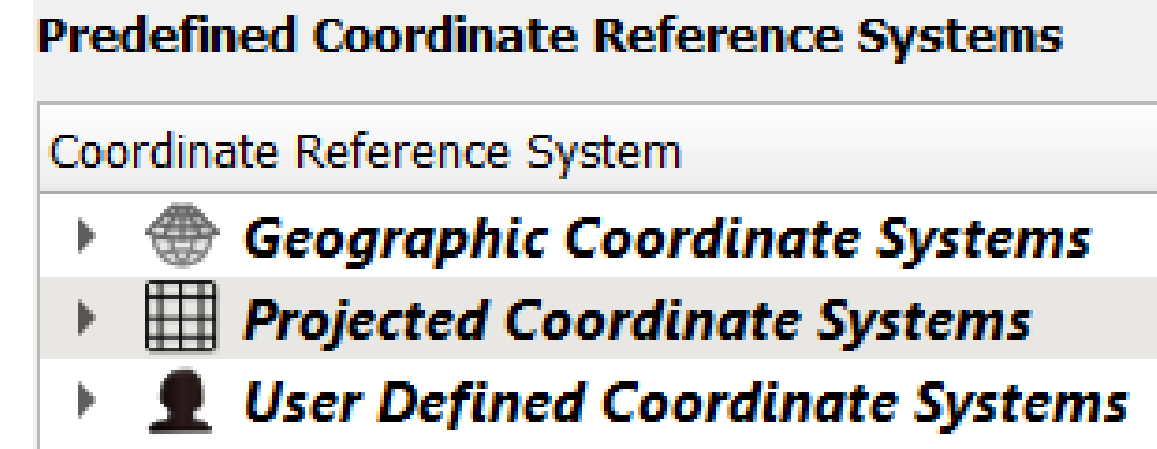 Predefined Coordinate Reference Systems
Coordinate Reference System
Geographic Coordinate Systems
Projected Coordinate Systems
User Defined Coordinate Systems